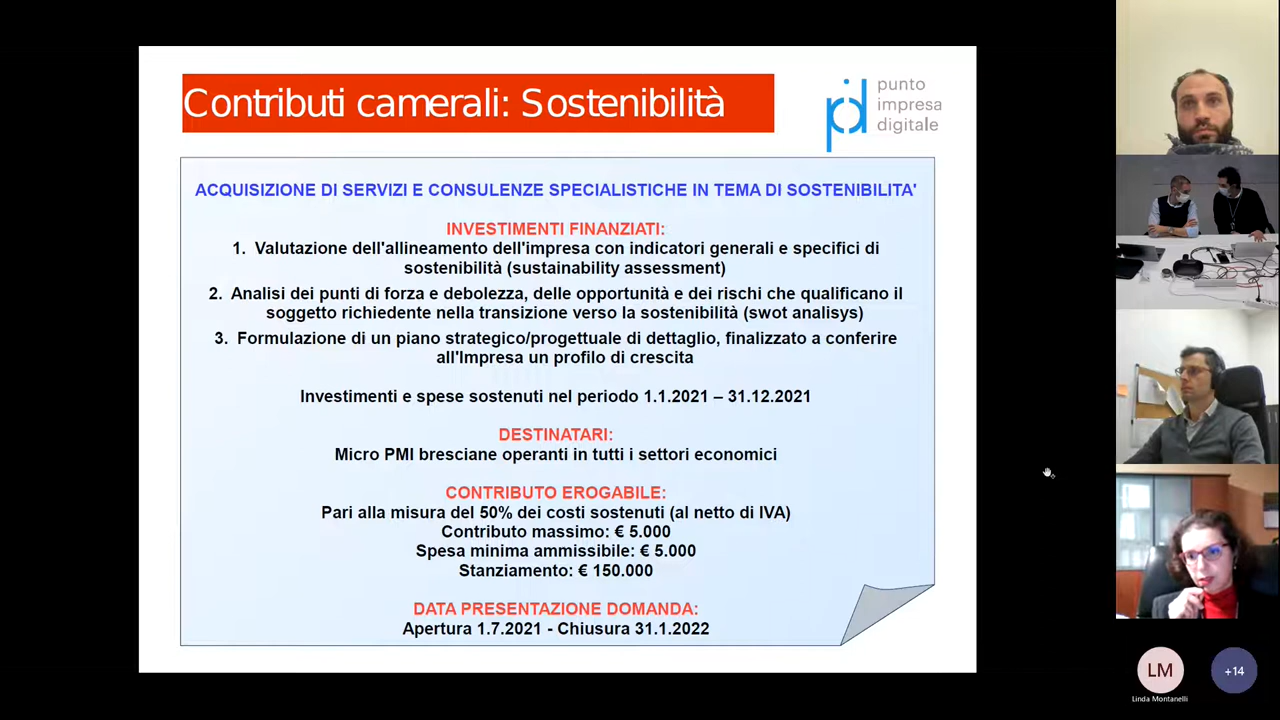 Contributi camerali: Sostenibilità
punto
impresa
digitale
ACQUISIZIONE DI SERVIZI E CONSULENZE SPECIALISTICHE IN TEMA DI SOSTENIBILITA'
INVESTIMENTI FINANZIATI:
1. Valutazione dell'allineamento dell'impresa con indicatori generali e specifici di
sostenibilità (sustainability assessment)
2. Analisi dei punti di forza e debolezza, delle opportunità e dei rischi che qualificano il
soggetto richiedente nella transizione verso la sostenibilità (swot analisys)
3. Formulazione di un piano strategico/progettuale di dettaglio, finalizzato a conferire
all'Impresa un profilo di crescita
Investimenti e spese sostenuti nel periodo 1.1.2021 – 31.12.2021
DESTINATARI:
Micro PMI bresciane operanti in tutti i settori economici
CONTRIBUTO EROGABILE:
Pari alla misura del 50% dei costi sostenuti (al netto di IVA)
Contributo massimo: € 5.000
Spesa minima ammissibile: € 5.000
Stanziamento: € 150.000
DATA PRESENTAZIONE DOMANDA:
Apertura 1.7.2021 - Chiusura 31.1.2022
LM
+14
Linda Montanelli